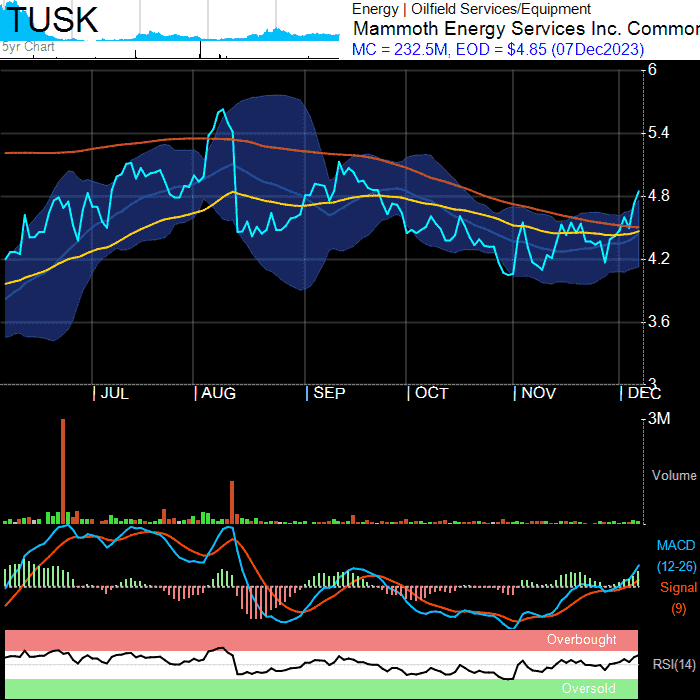 TUSK
5yr Chart
Energy | Oilfield Services/Equipment
Mammoth Energy Services Inc. Common
MC = 232.5M, EOD = $4.85 (07Dec2023)
6
5.4
4.8
4.2
3.6
3
JUL AUG SEP OCT NOV DEC
3M
Volume
MACD
(12-26)
Signal
(9)
Overbought
RSI(14)
Oversold